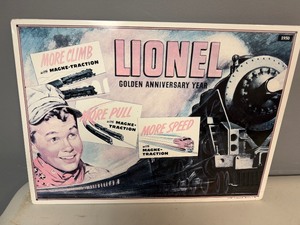 1950
LIONEL
GOLDEN ANNIVERSARY YEAR
MORE CLIMB
with MAGNE-TRACTION
MORE PULL
with MAGNE-
TRACTION
MORE SPEED
with
MAGNE-
TRACTION